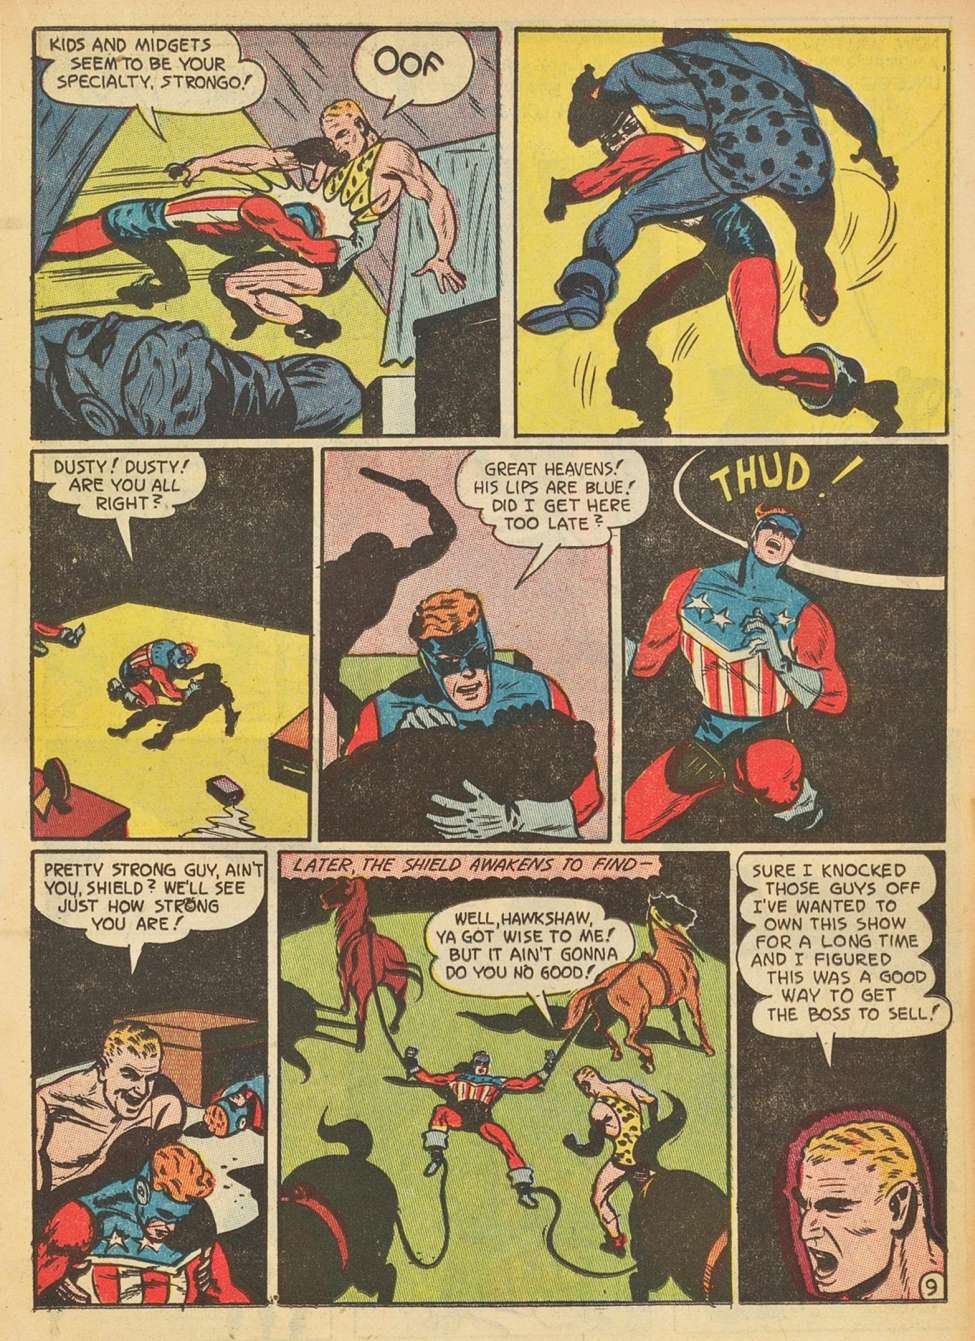 KIDS AND MIDGETS
SEEM TO BE YOUR
SPECIALTY, STRONGO!
OOF
DUSTY! DUSTY!
ARE YOU ALL
RIGHT?
GREAT HEAVENS!
HIS LIPS ARE BLUE!
DID I GET HERE
TOO LATE?
THUD!
PRETTY STRONG GUY, AIN'T
YOU, SHIELD? WE'LL SEE
JUST HOW STRONG
YOU ARE!
LATER, THE SHIELD AWAKENS TO FIND—
WELL, HAWKSHAW,
YA GOT WISE TO ME!
BUT IT AIN'T GONNA
DO YOU NO GOOD!
SURE I KNOCKED
THOSE GUYS OFF
I'VE WANTED TO
OWN THIS SHOW
FOR A LONG TIME
AND I FIGURED
THIS WAS A GOOD
WAY TO GET
THE BOSS TO SELL!
9